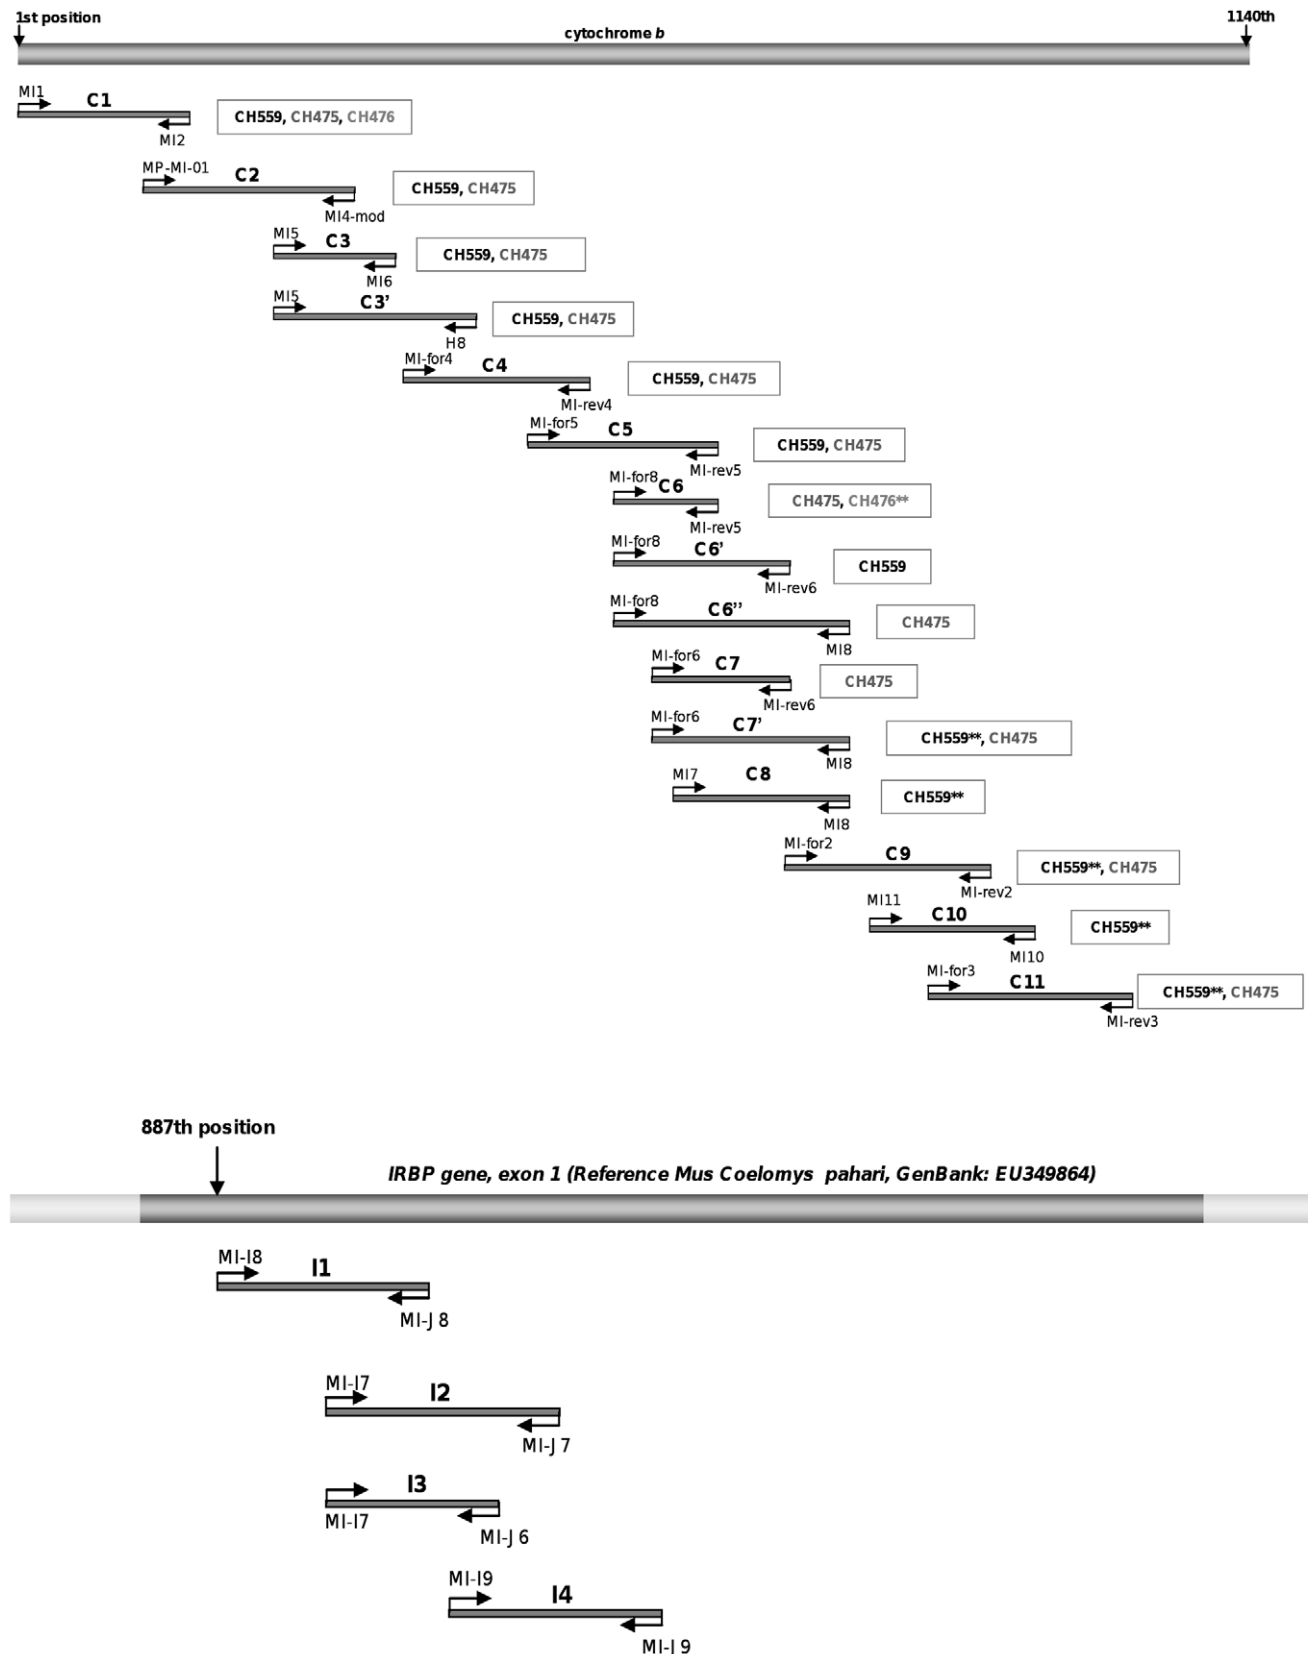 1st position
1140th
cytochrome b
MI1
C1
CH559, CH475, CH476
MI2
MP-MI-01
C2
CH559, CH475
MI4-mod
MI5
C3
CH559, CH475
MI6
MI5
C3’
CH559, CH475
H8
MI-for4
C4
CH559, CH475
MI-rev4
MI-for5
C5
CH559, CH475
MI-rev5
MI-for8
C6
CH475, CH476**
MI-rev5
MI-for8
C6’
CH559
MI-rev6
MI-for8
C6’’
CH475
MI8
MI-for6
C7
CH475
MI-rev6
MI-for6
C7’
CH559**, CH475
MI8
MI7
C8
CH559**
MI8
MI-for2
C9
CH559**, CH475
MI-rev2
MI11
C10
CH559**
MI10
MI-for3
C11
CH559**, CH475
MI-rev3
887th position
IRBP gene, exon 1 (Reference Mus Coelomys pahari, GenBank: EU349864)
MI-I8
I1
MI-J 8
MI-I7
I2
MI-J 7
I3
MI-I7
MI-J 6
MI-I9
I4
MI-I 9